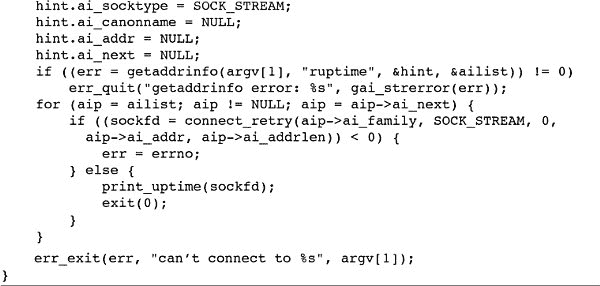 hint.ai_socktype = SOCK_STREAM;
hint.ai_canonname = NULL;
hint.ai_addr = NULL;
hint.ai_next = NULL;
if ((err = getaddrinfo(argv[1], "ruptime", &hint, &ailist)) != 0)
err_quit("getaddrinfo error: %s", gai_strerror(err));
for (aip = ailist; aip != NULL; aip = aip->ai_next) {
if ((sockfd = connect_retry(aip->ai_family, SOCK_STREAM, 0,
aip->ai_addr, aip->ai_addrlen)) < 0) {
err = errno;
} else {
print_uptime(sockfd);
exit(0);
}
}
err_exit(err, "can’t connect to %s", argv[1]);
}